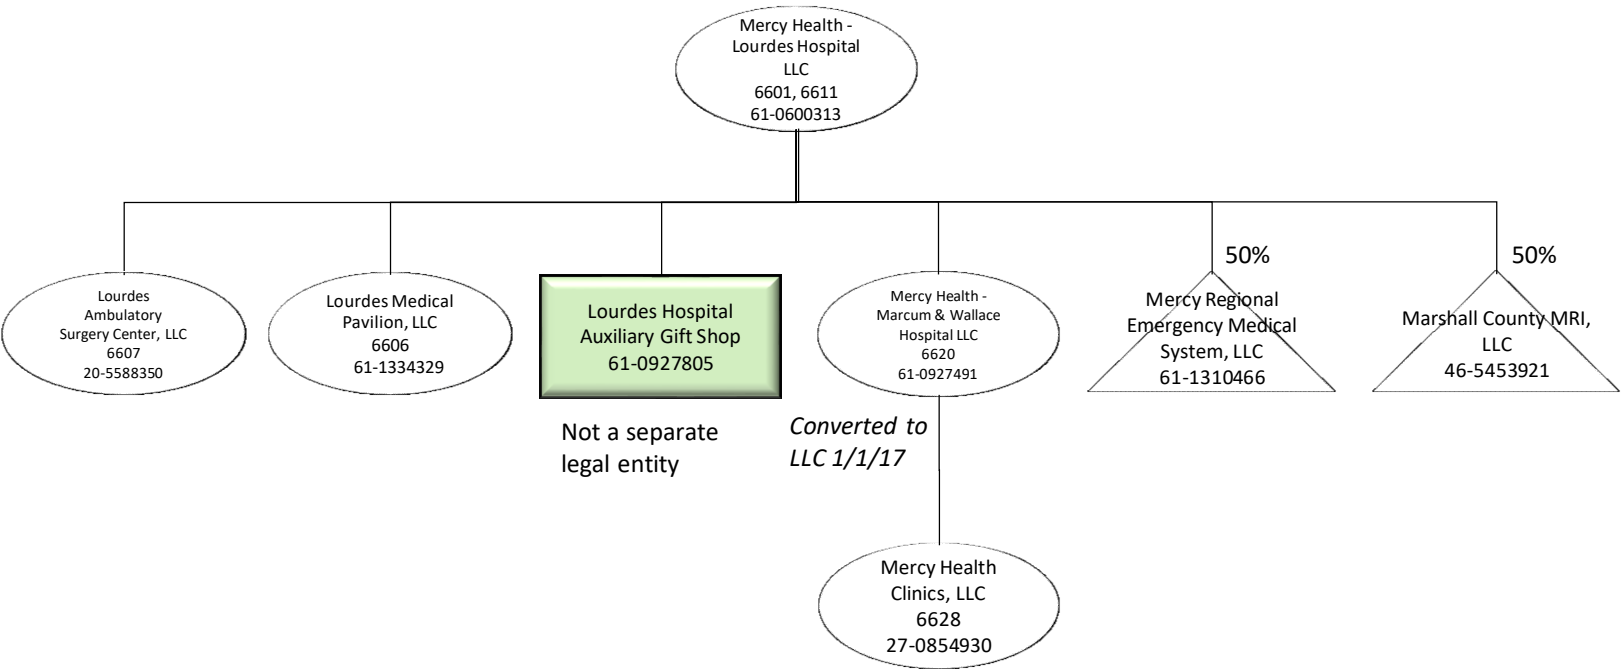 Mercy Health -
Lourdes Hospital
LLC
6601, 6611
61-0600313
50%
50%
Lourdes
Ambulatory
Surgery Center, LLC
6607
20-5588350
Lourdes Medical
Pavilion, LLC
6606
61-1334329
Lourdes Hospital
Auxiliary Gift Shop
61-0927805
Not a separate
legal entity
Mercy Health -
Marcum & Wallace
Hospital LLC
6620
61-0927491
Converted to
LLC 1/1/17
Mercy Regional
Emergency Medical
System, LLC
61-1310466
Marshall County MRI,
LLC
46-5453921
Mercy Health
Clinics, LLC
6628
27-0854930